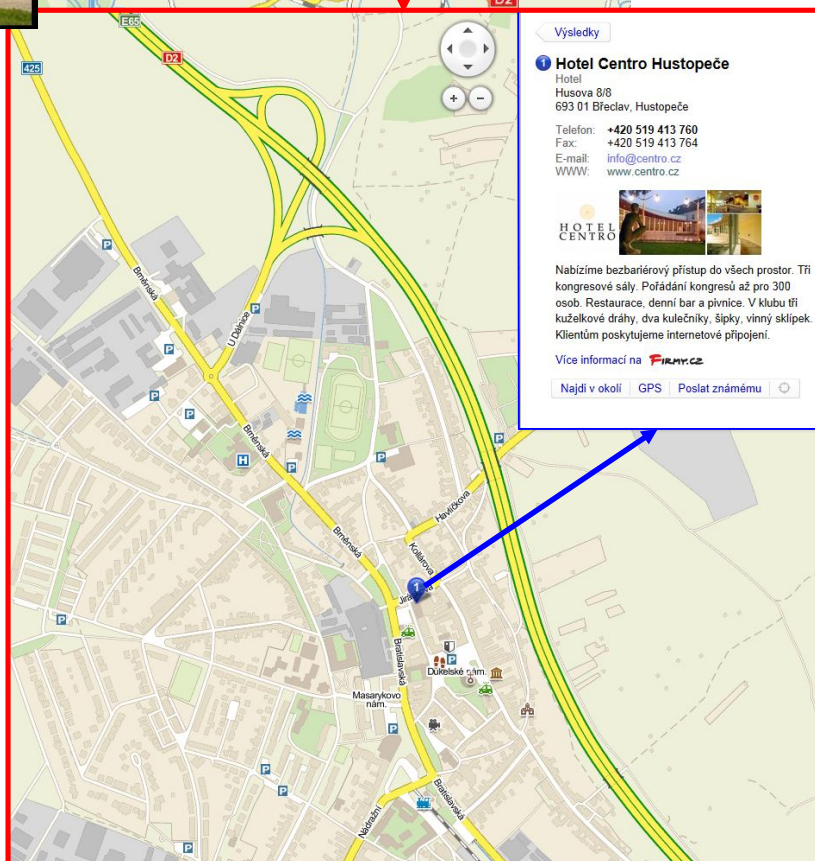 D2
E65
D2
425
Výsledky
1 Hotel Centro Hustopeče
Hotel
Husova 8/8
693 01 Břeclav, Hustopeče
Telefon: +420 519 413 760
Fax: +420 519 413 764
E-mail: info@centro.cz
WWW: www.centro.cz
HOTEL
CENTRO
Nabízíme bezbariérový přístup do všech prostor. Tři
kongresové sály. Pořádání kongresů až pro 300
osob. Restaurace, denní bar a pivnice. V klubu tři
kuželkové dráhy, dva kulečníky, šipky, vinný sklípek.
Klientům poskytujeme internetové připojení.
Více informací na FIRMY.CZ
Najdi v okolí GPS Poslat známému
P
Brněnská
U Dálnice
P
P
P
P
P
Brněnská
H
P
P
P
Havlíčkova
Brněnská
Kollárova
1
P
Bratislavská
P
Dukelské nám.
Masarykovo
nám.
P
P
P
Bratislavská
Nádražní
P